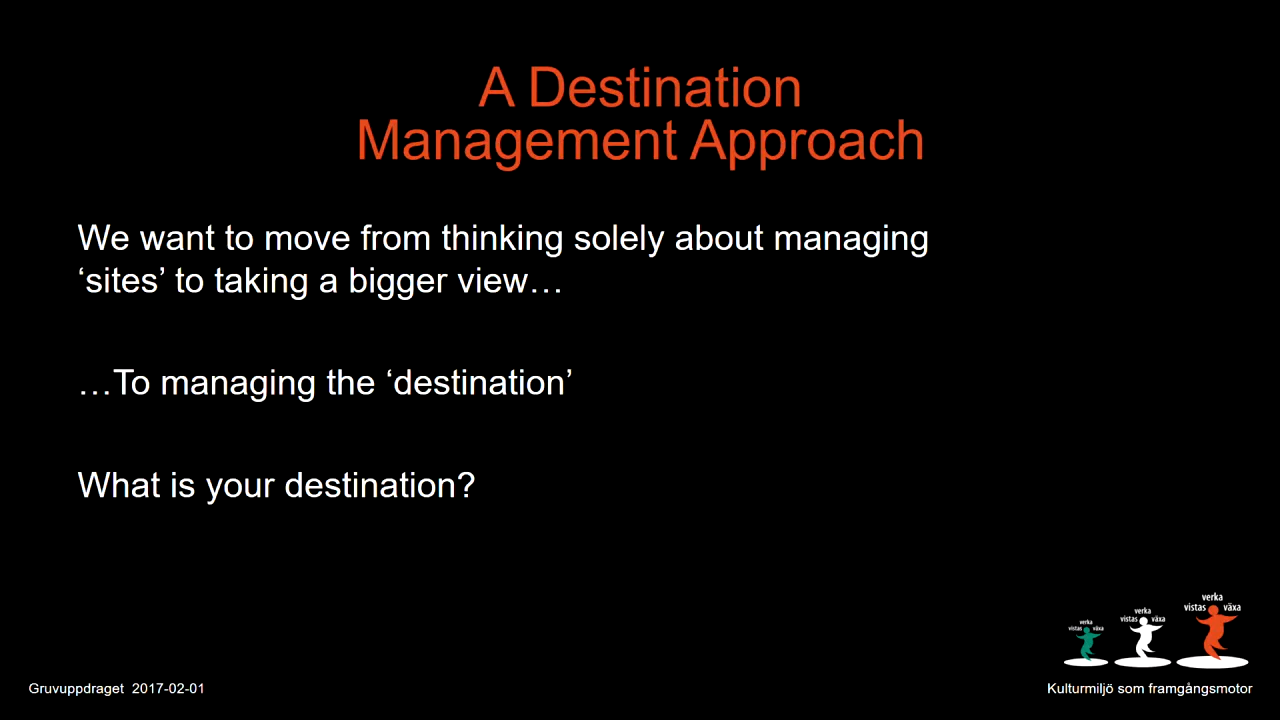 A Destination
Management Approach
We want to move from thinking solely about managing
‘sites’ to taking a bigger view…
…To managing the ‘destination’
What is your destination?
verka
vistas växa
verka
vistas växa
verka
vistas växa
Gruvuppdraget 2017-02-01
Kulturmiljö som framgångsmotor